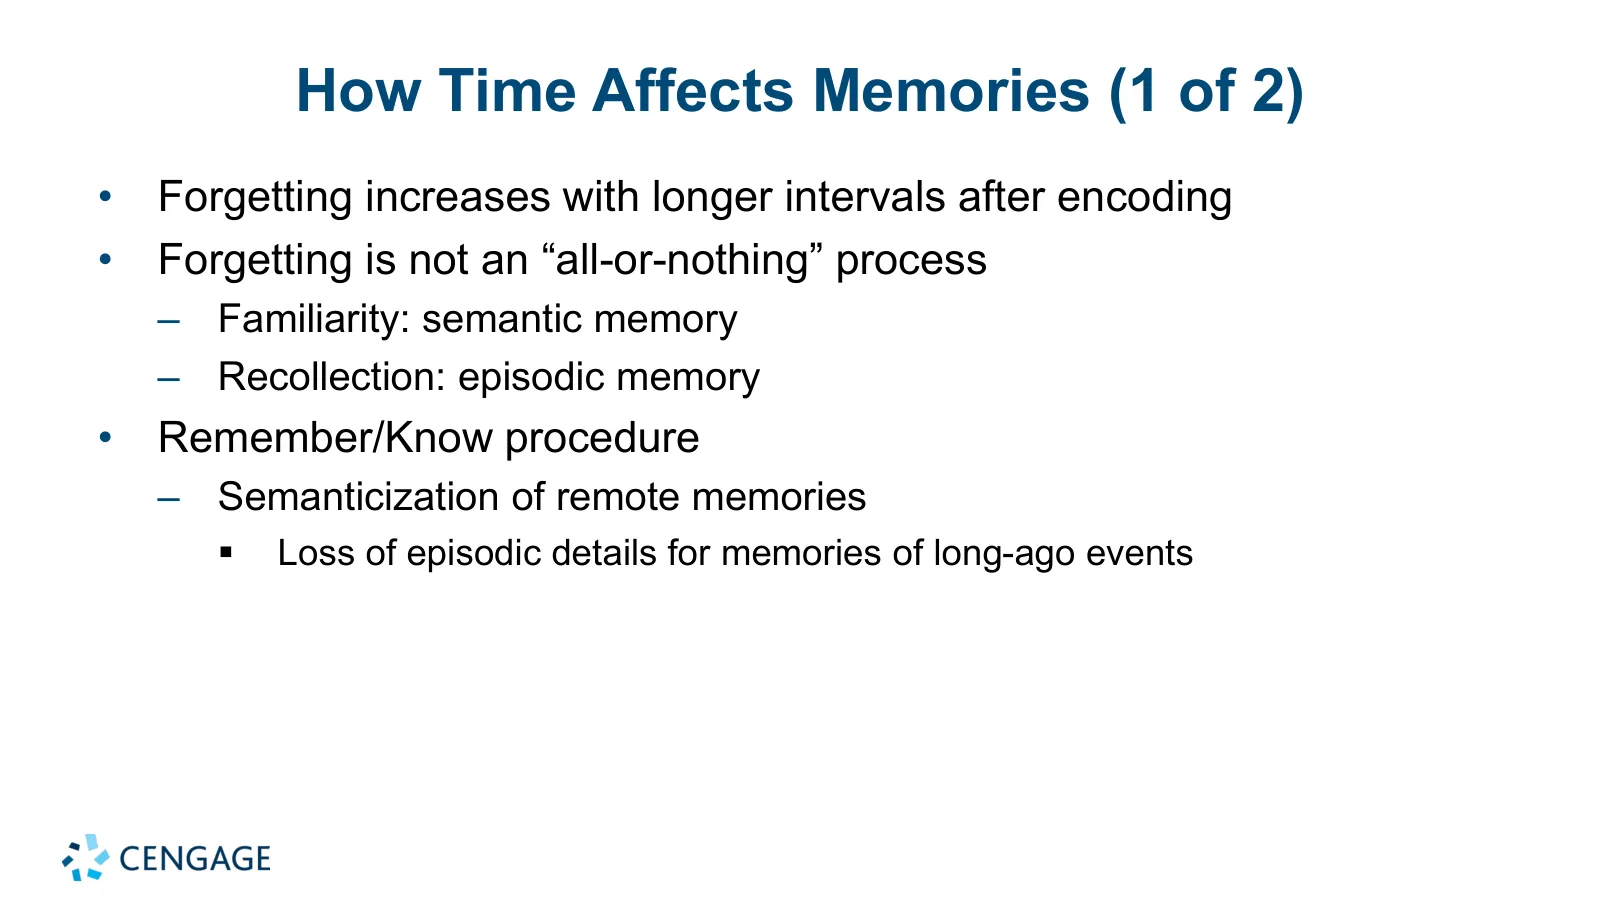 How Time Affects Memories (1 of 2)
• Forgetting increases with longer intervals after encoding
• Forgetting is not an “all-or-nothing” process
– Familiarity: semantic memory
– Recollection: episodic memory
• Remember/Know procedure
– Semanticization of remote memories
▪ Loss of episodic details for memories of long-ago events
CENGAGE